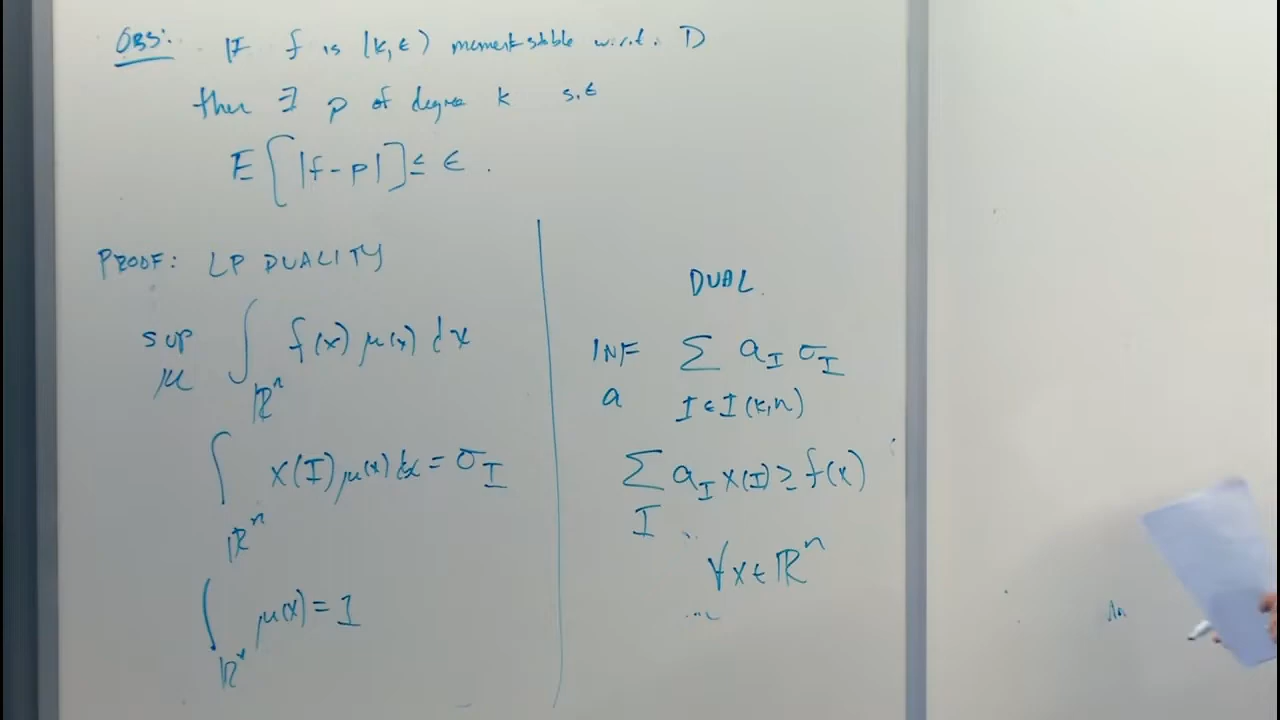 OBS: If f is (k,ε) moment stable w.r.t. D
then ∃ p of degree k s.t
E[|f-p|] ≤ ε.
PROOF: LP DUALITY
sup ∫ f(x) μ(x) dx
μ ℝⁿ
∫ x(I) μ(x) dx = σ_I
ℝⁿ
∫ μ(x) = 1
ℝⁿ
DUAL.
INF Σ a_I σ_I
a I∈I(k,n)
Σ a_I x(I) ≥ f(x)
I
∀x∈ℝⁿ